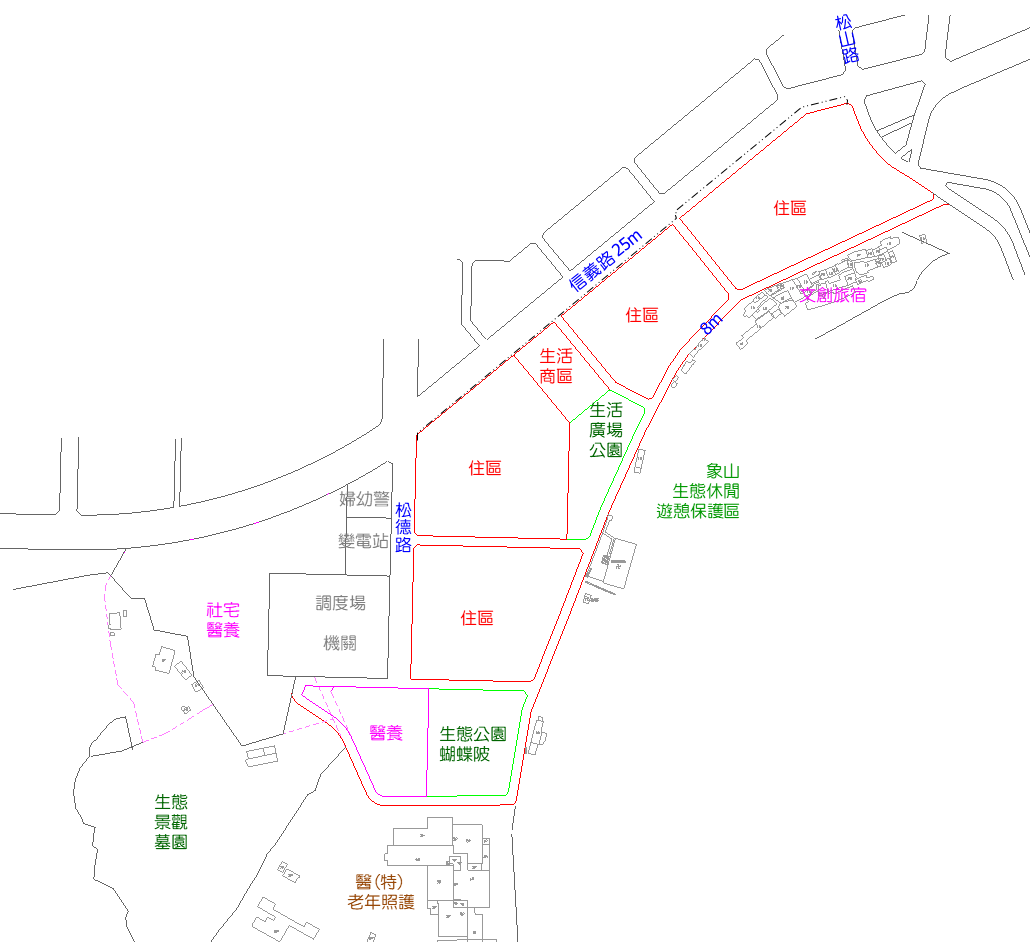 松山路
住區
信義路 25m
文創旅宿
住區
8m
生活
商區
生活
廣場
公園
住區
象山
生態休閒
遊憩保護區
婦幼警
松德路
變電站
調度場
機關
社宅
醫養
住區
醫養
生態公園
蝴蝶陂
生態
景觀
墓園
醫(特)
老年照護